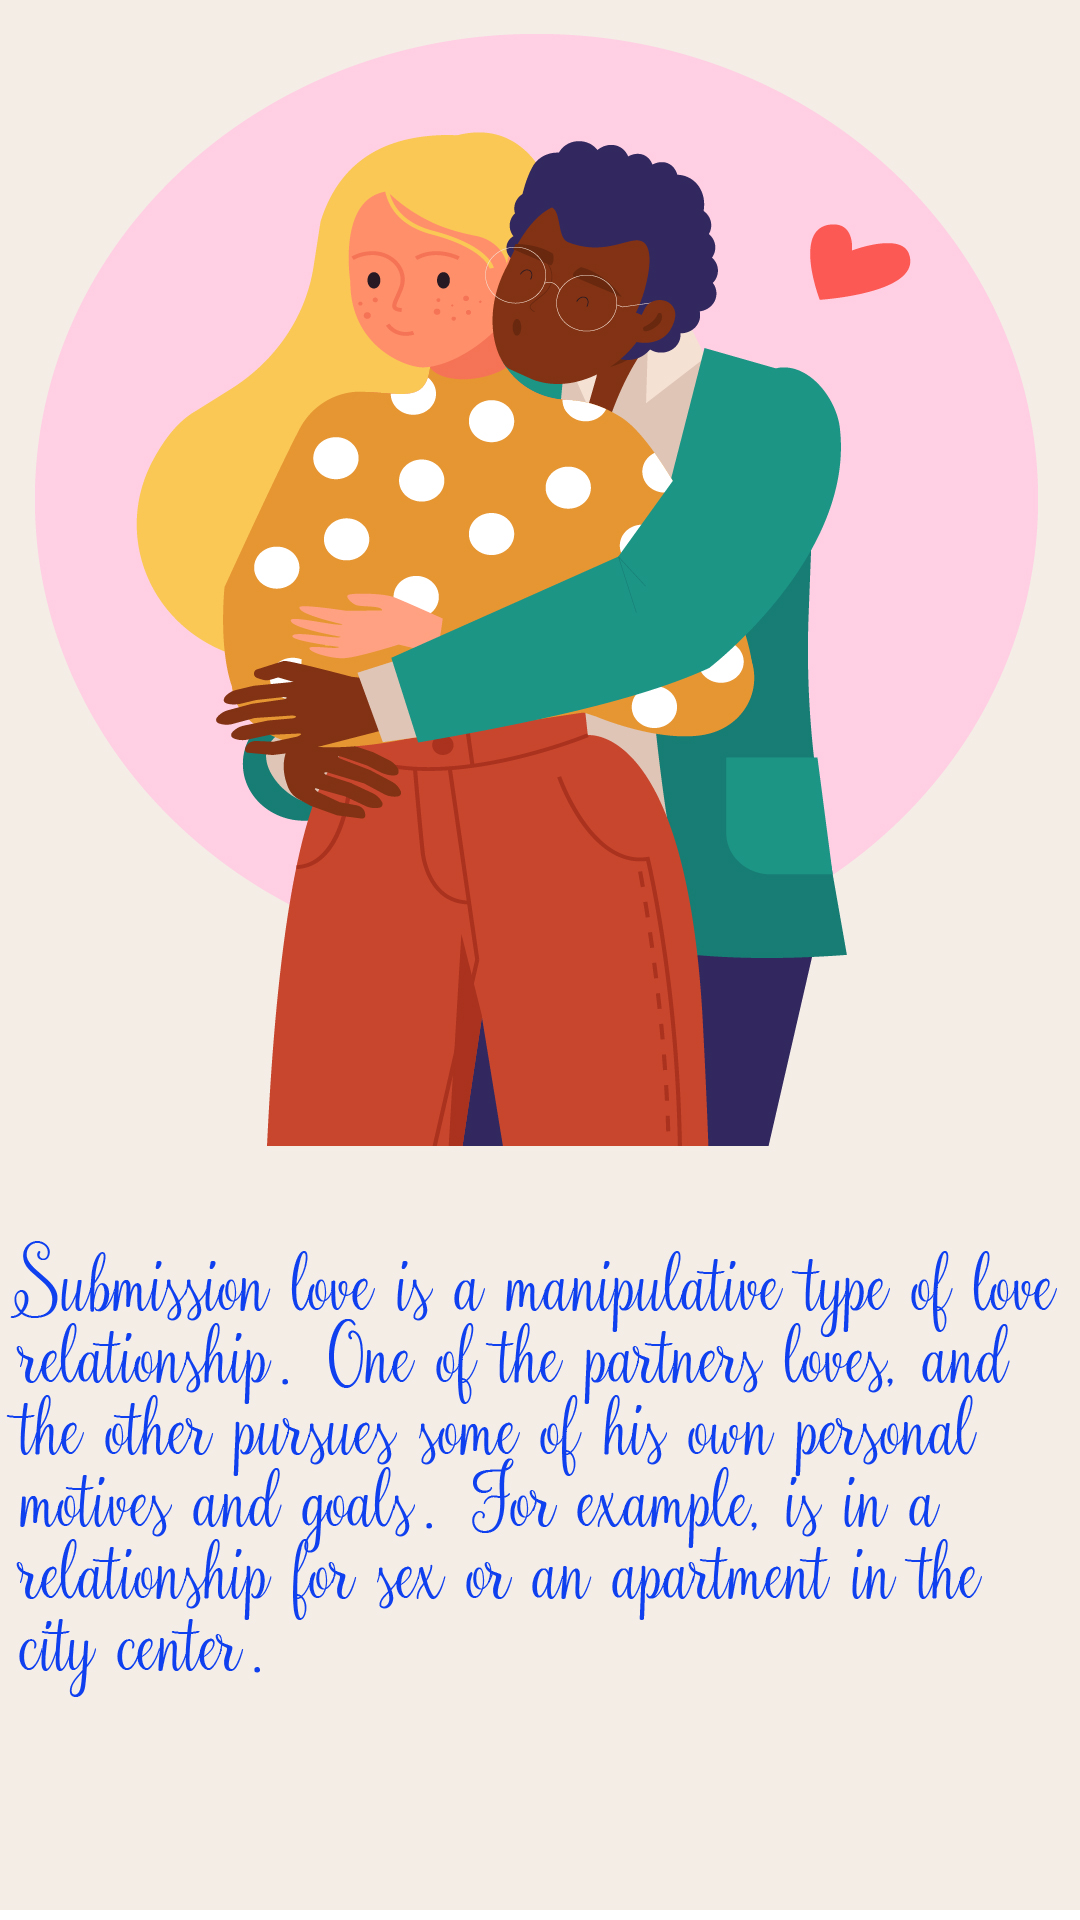 Submission love is a manipulative type of love
relationship. One of the partners loves, and
the other pursues some of his own personal
motives and goals. For example, is in a
relationship for sex or an apartment in the
city center.